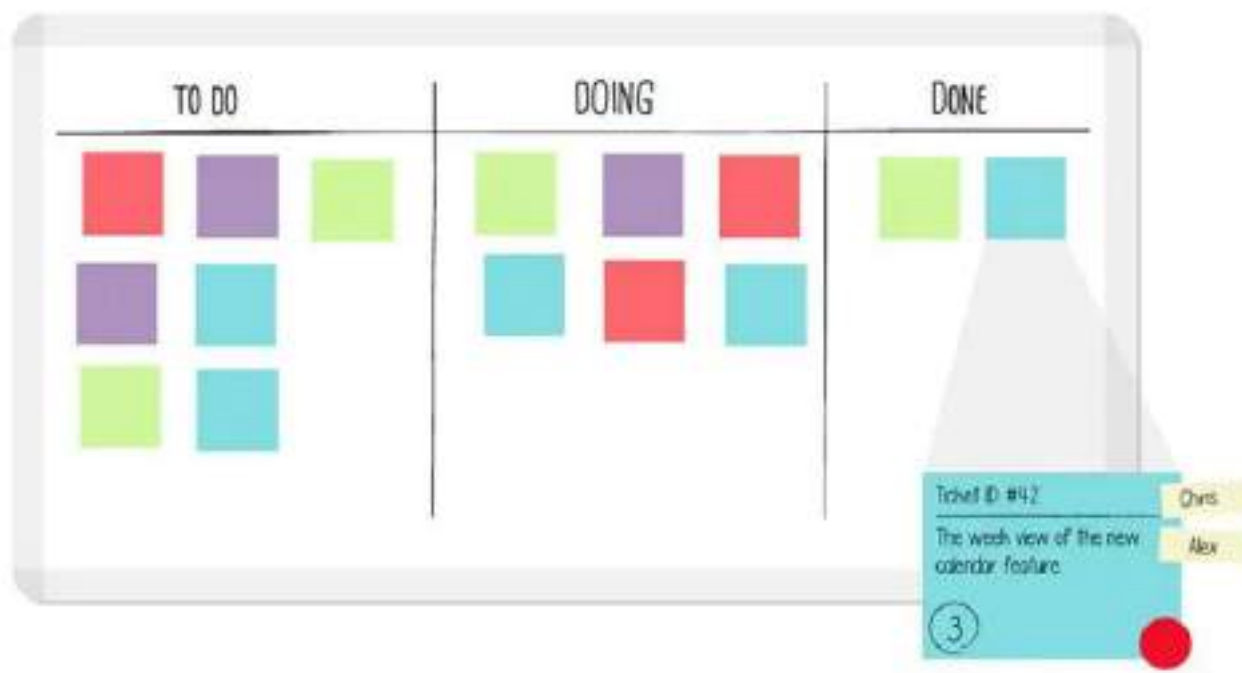 TO DO
DOING
DONE
Ticket ID #42
Chris
The week view of the new
Alex
calendar feature
3